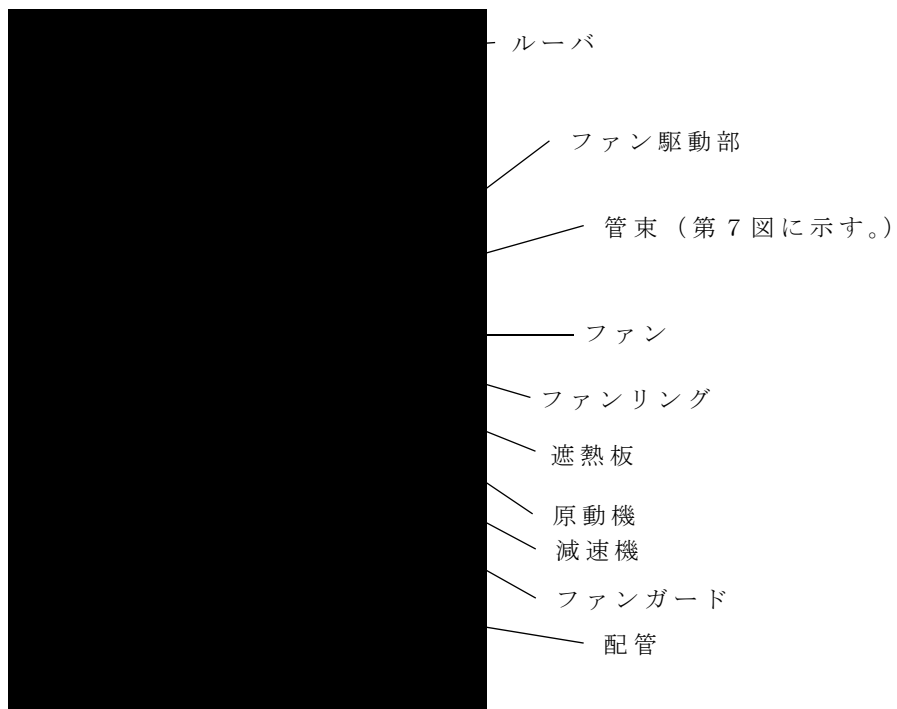 ルーバ
ファン駆動部
管束（第７図に示す。）
ファン
ファンリング
遮熱板
原動機
減速機
ファンガード
配管